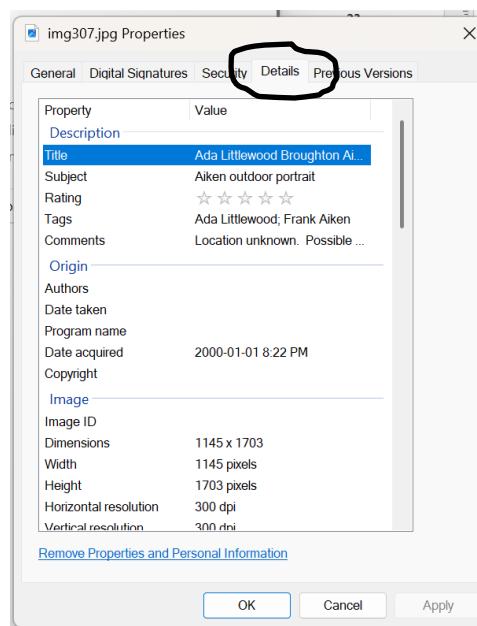 img307.jpg Properties
General Digital Signatures Security Details Previous Versions
Property Value
Description
Title Ada Littlewood Broughton Ai...
Subject Aiken outdoor portrait
Rating
Tags Ada Littlewood; Frank Aiken
Comments Location unknown. Possible ...
Origin
Authors
Date taken
Program name
Date acquired 2000-01-01 8:22 PM
Copyright
Image
Image ID
Dimensions 1145 x 1703
Width 1145 pixels
Height 1703 pixels
Horizontal resolution 300 dpi
Vertical resolution 300 dpi
Remove Properties and Personal Information
OK Cancel Apply